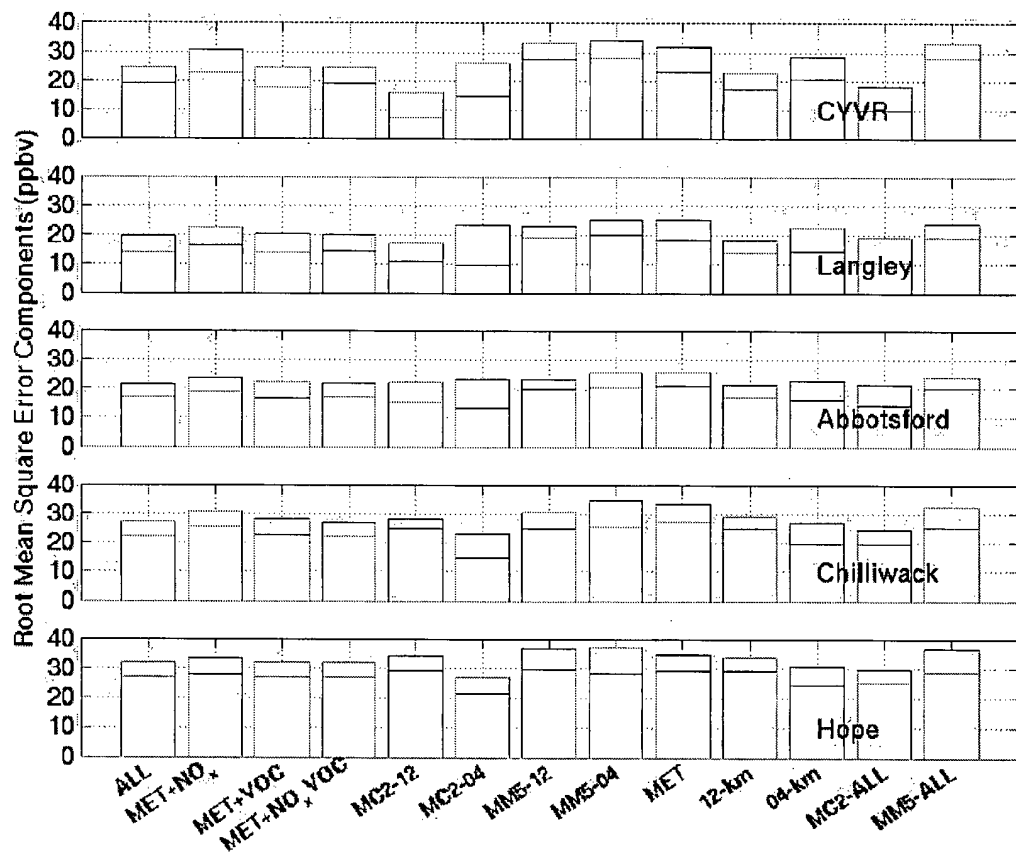 Root Mean Square Error Components (ppbv)
40
30
20
10
0
CYVR
40
30
20
10
0
Langley
40
30
20
10
0
Abbotsford
40
30
20
10
0
Chilliwack
40
30
20
10
0
Hope
ALL
MET+NOx
MET+VOC
MET+NOxVOC
MC2-12
MC2-04
MM5-12
MM5-04
MET
12-km
04-km
MC2-ALL
MM5-ALL